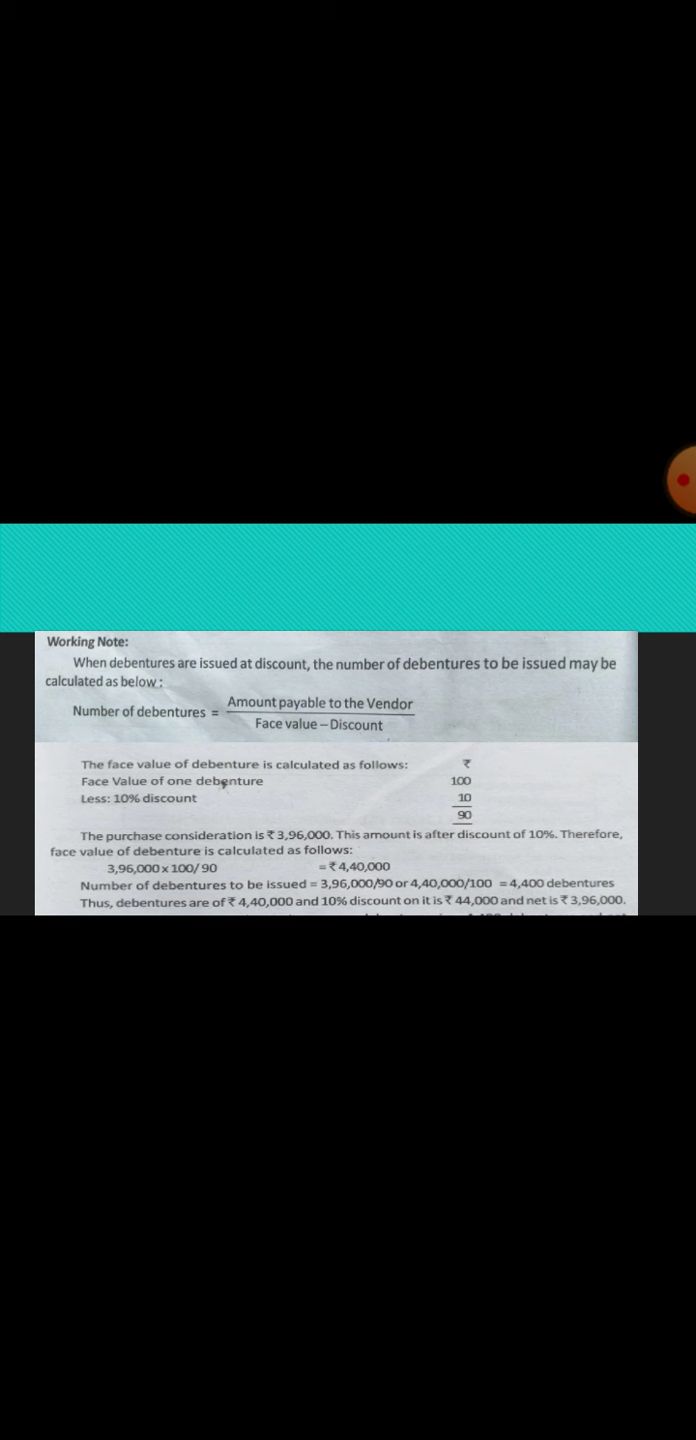 Working Note:
When debentures are issued at discount, the number of debentures to be issued may be
calculated as below :
Number of debentures = Amount payable to the Vendor
Face value – Discount
The face value of debenture is calculated as follows: ₹
Face Value of one debenture 100
Less: 10% discount 10
90
The purchase consideration is ₹ 3,96,000. This amount is after discount of 10%. Therefore,
face value of debenture is calculated as follows:
3,96,000 x 100/ 90 = ₹ 4,40,000
Number of debentures to be issued = 3,96,000/90 or 4,40,000/100 = 4,400 debentures
Thus, debentures are of ₹ 4,40,000 and 10% discount on it is ₹ 44,000 and net is ₹ 3,96,000.